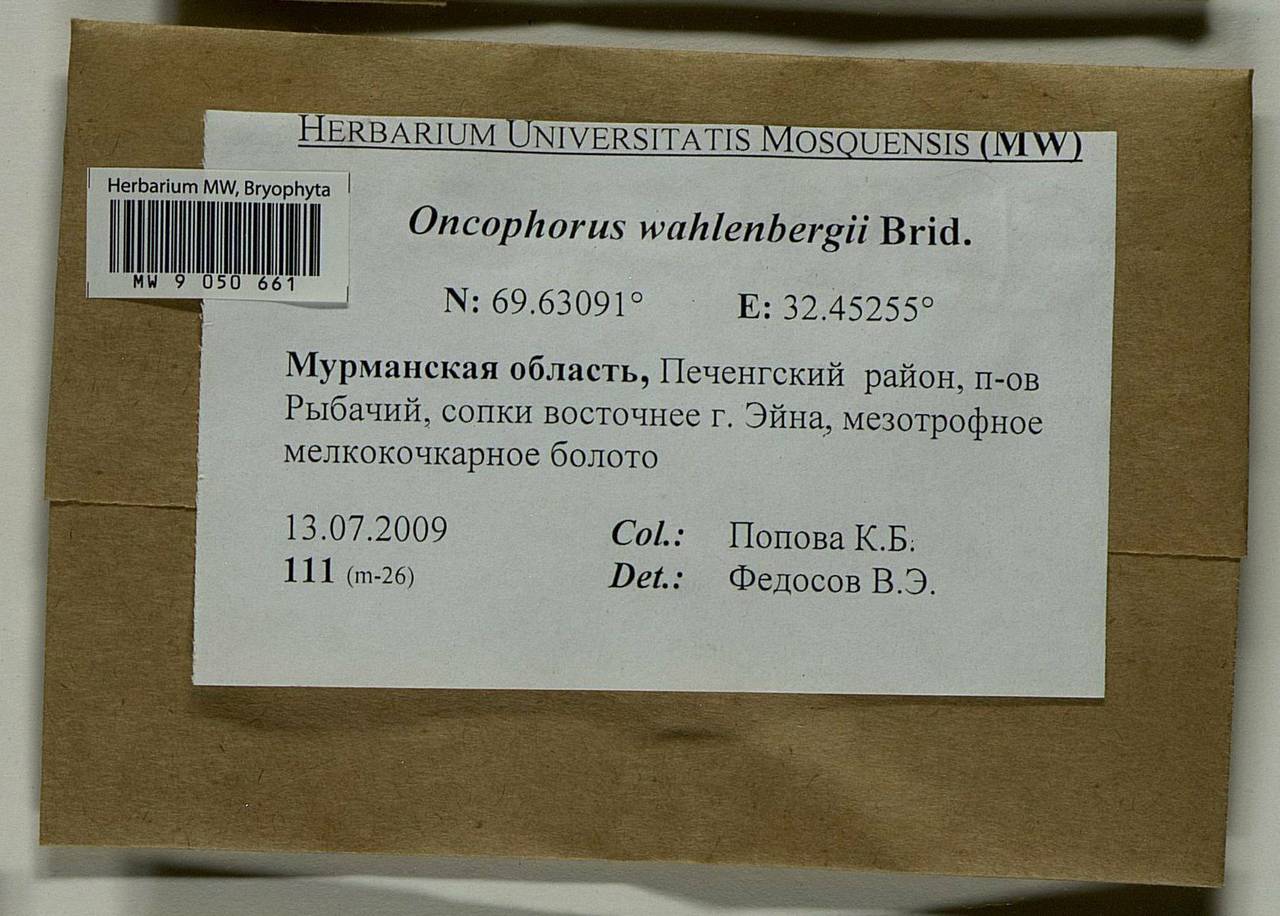 HERBARIUM UNIVERSITATIS MOSQUENSIS (MW)
Herbarium MW, Bryophyta
MW 9 050 661
Oncophorus wahlenbergii Brid.
N: 69.63091° E: 32.45255°
Мурманская область, Печенгский район, п-ов
Рыбачий, сопки восточнее г. Эйна, мезотрофное
мелкокочкарное болото
13.07.2009 Col.: Попова К.Б.
111 (m-26) Det.: Федосов В.Э.